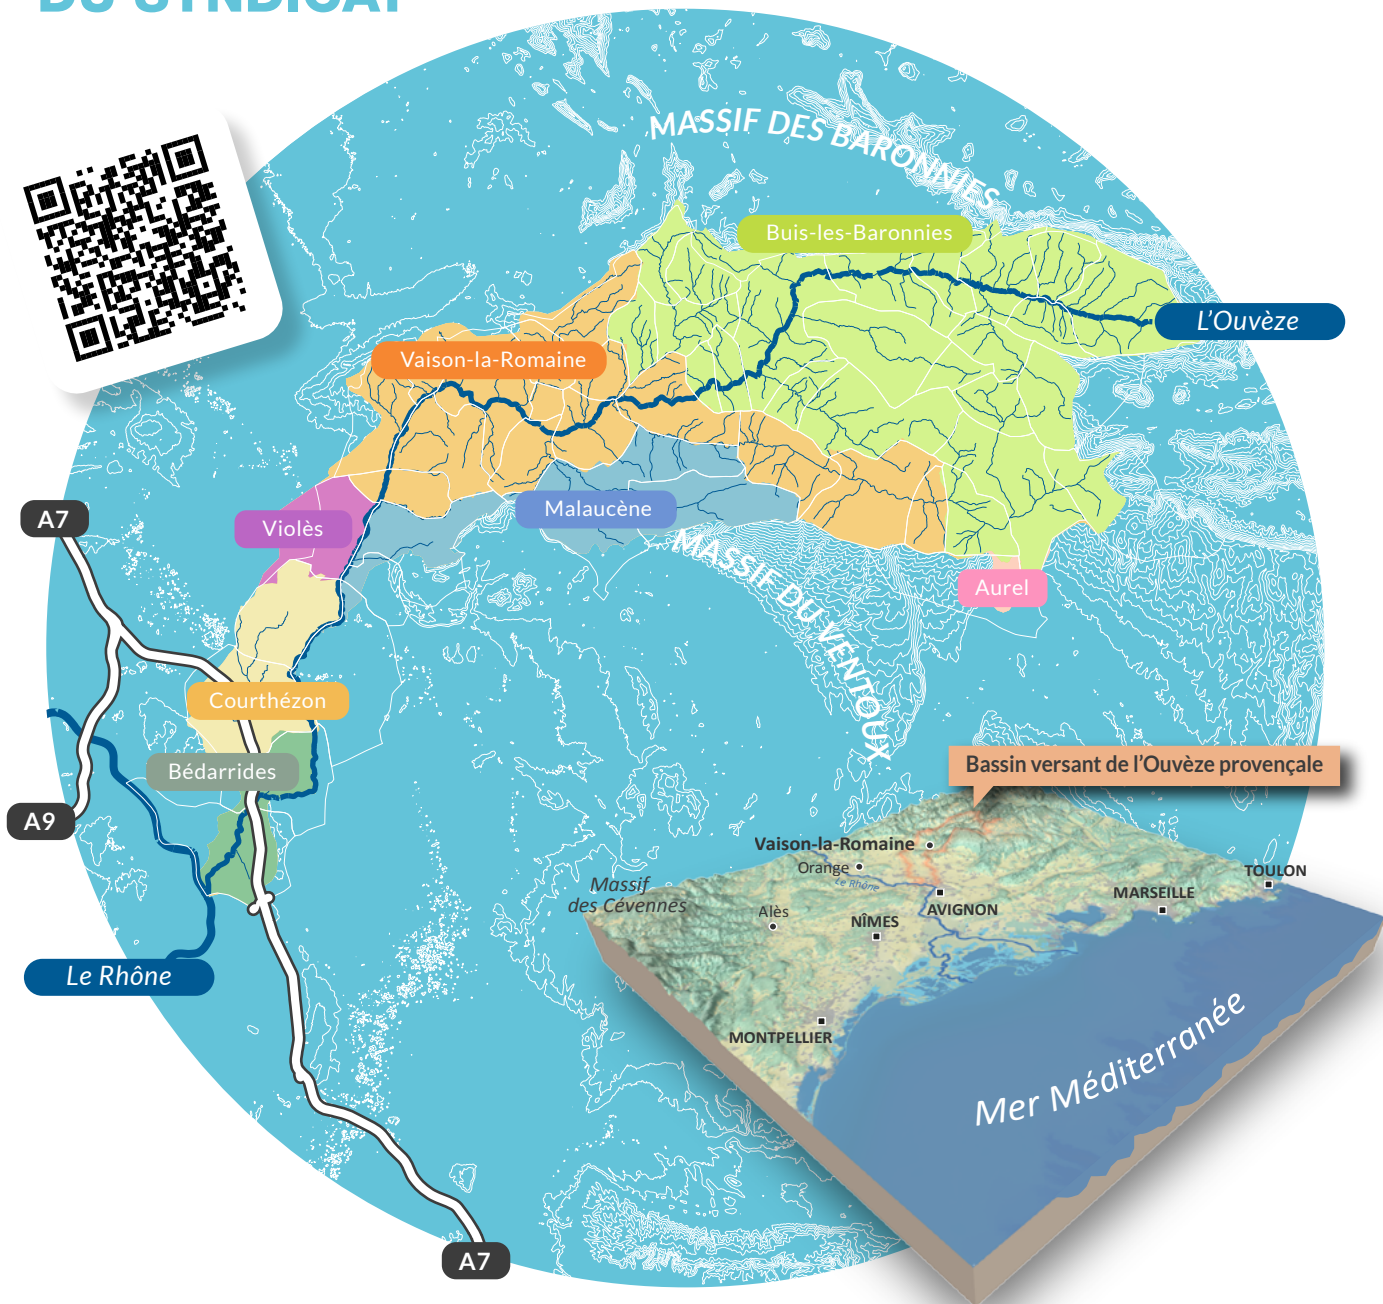 DU SYNDICAT
MASSIF DES BARONNIES
Buis-les-Baronnies
L'Ouvèze
Vaison-la-Romaine
A7
Violès
Malaucène
MASSIF DU VENTOUX
Aurel
Courthézon
Bédarrides
A9
Le Rhône
A7
Bassin versant de l'Ouvèze provençale
Vaison-la-Romaine
Orange
Le Rhône
Massif
des Cévennes
Alès
NÎMES
AVIGNON
MARSEILLE
TOULON
MONTPELLIER
Mer Méditerranée